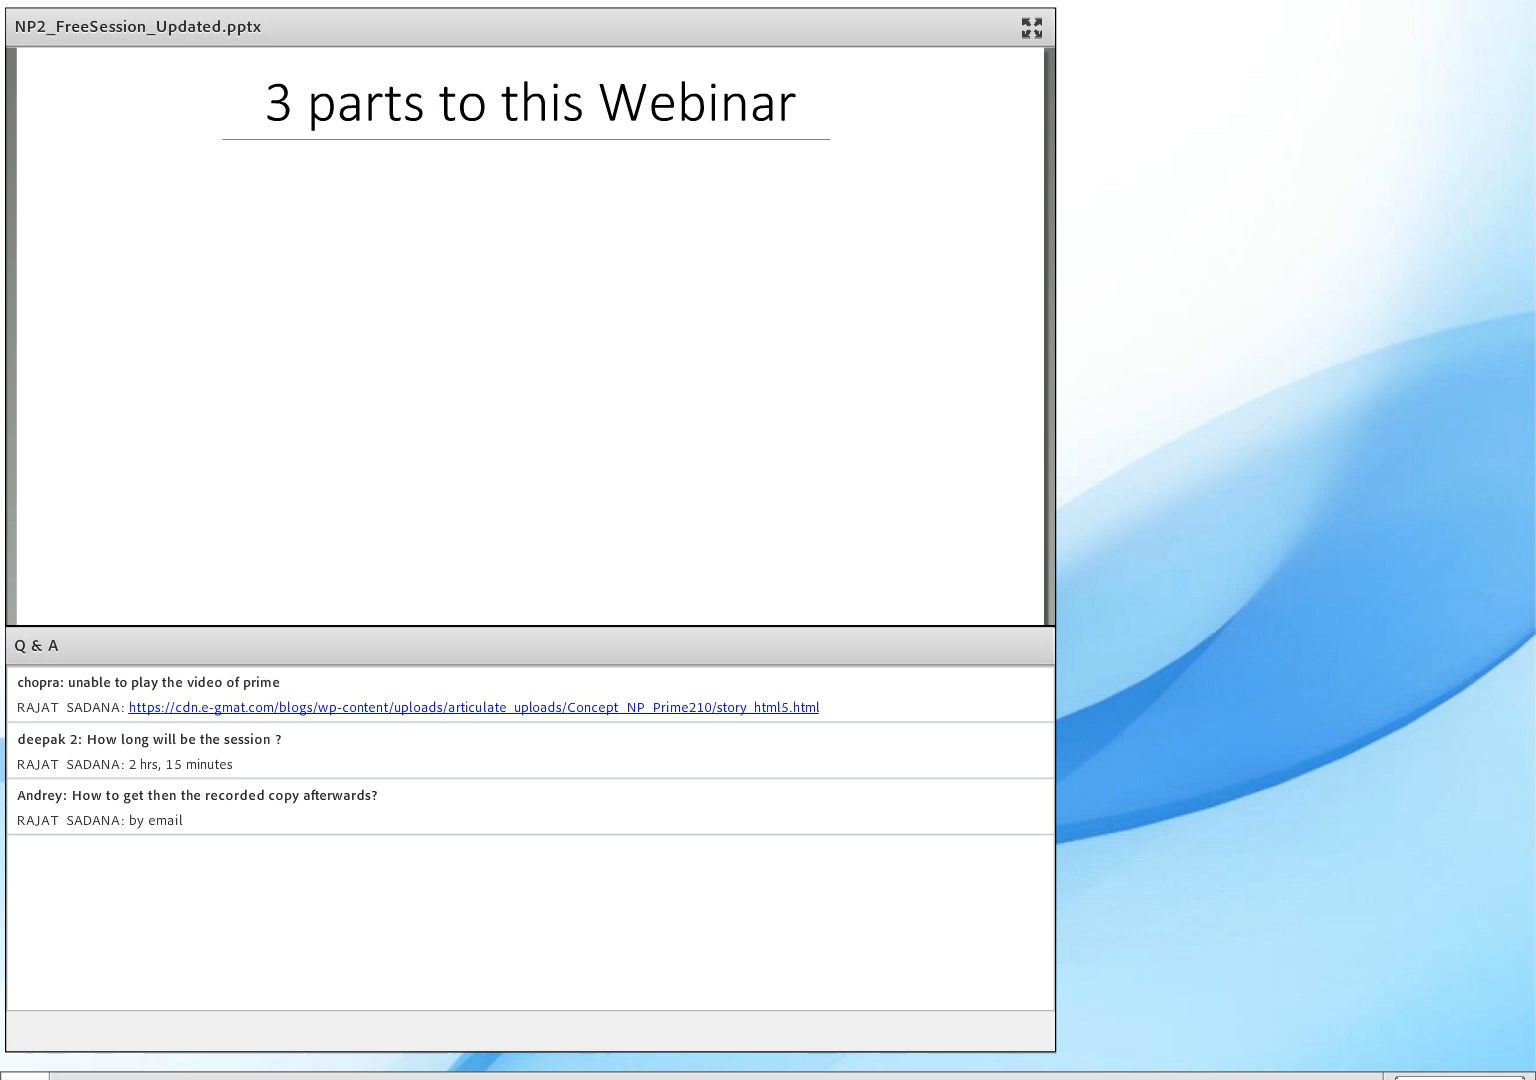 NP2_FreeSession_Updated.pptx
3 parts to this Webinar
Q & A
chopra: unable to play the video of prime
RAJAT SADANA: https://cdn.e-gmat.com/blogs/wp-content/uploads/articulate_uploads/Concept_NP_Prime210/story_html5.html
deepak 2: How long will be the session ?
RAJAT SADANA: 2 hrs, 15 minutes
Andrey: How to get then the recorded copy afterwards?
RAJAT SADANA: by email